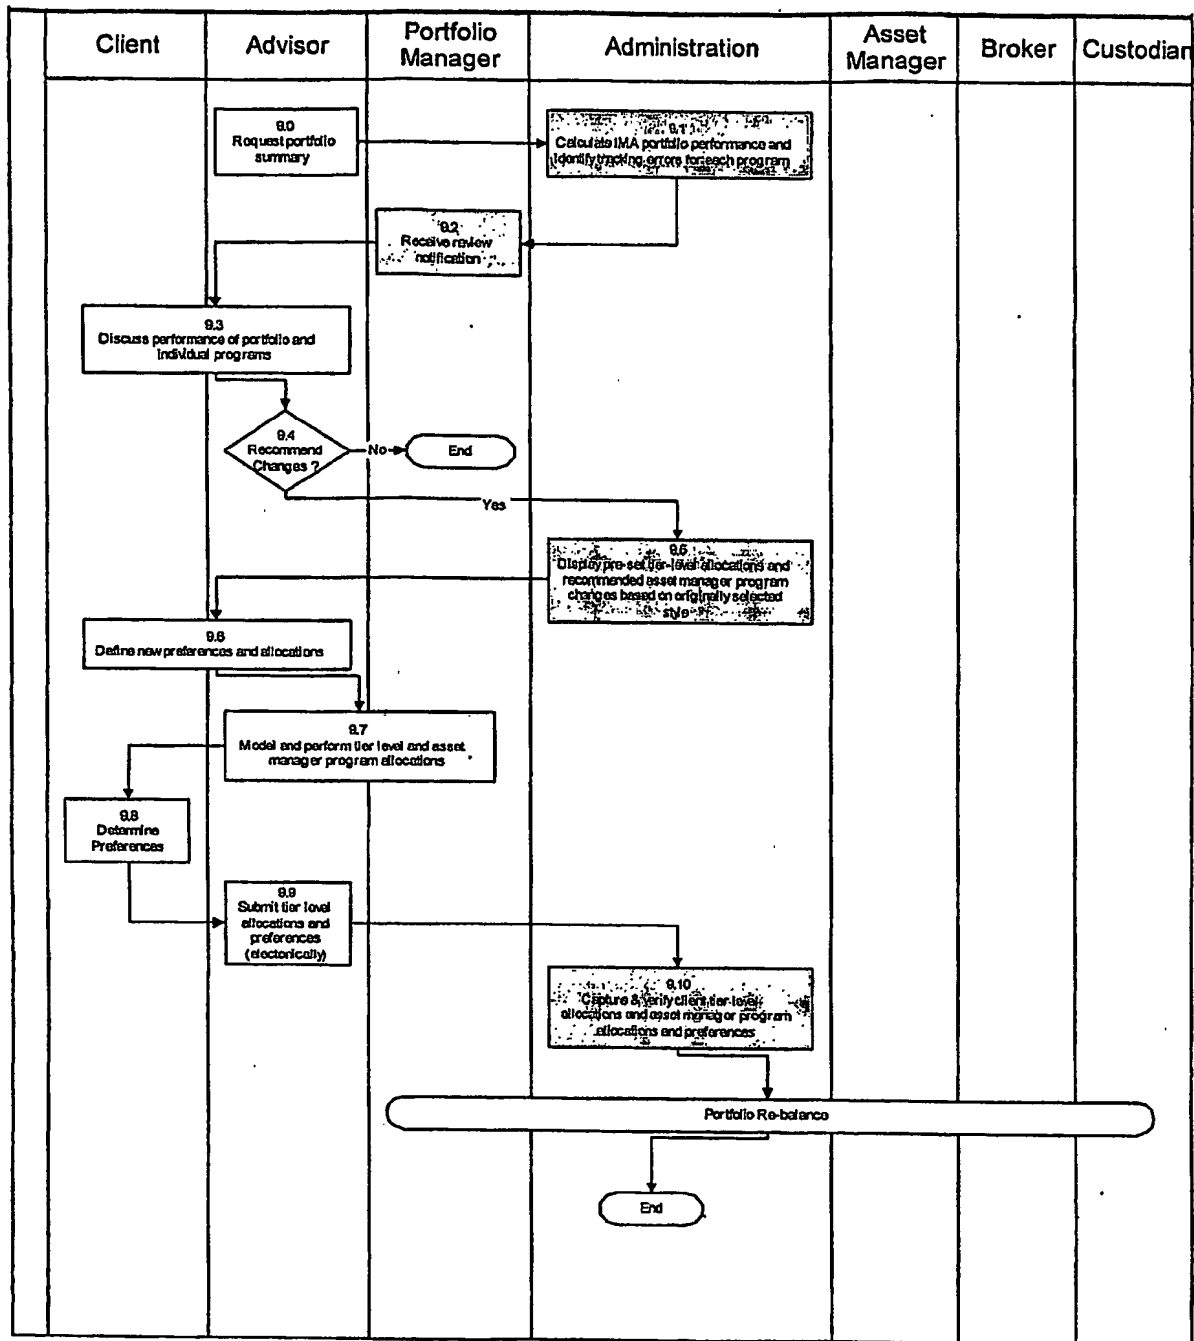 Client
Advisor
Portfolio
Manager
Administration
Asset
Manager
Broker
Custodian
9.0
Request portfolio
summary
9.1
Calculate IMA portfolio performance and
identify tracking errors for each program
9.2
Receive review
notification
9.3
Discuss performance of portfolio and
individual programs
9.4
Recommend
Changes ?
No
End
Yes
9.5
Display pre-set tier-level allocations and
recommended asset manager program
changes based on originally selected
style
9.6
Define new preferences and allocations
9.7
Model and perform tier level and asset
manager program allocations
9.8
Determine
Preferences
9.9
Submit tier level
allocations and
preferences
(electonically)
9.10
Capture & verify client tier-level
allocations and asset manager program
allocations and preferences
Portfolio Re-balance
End